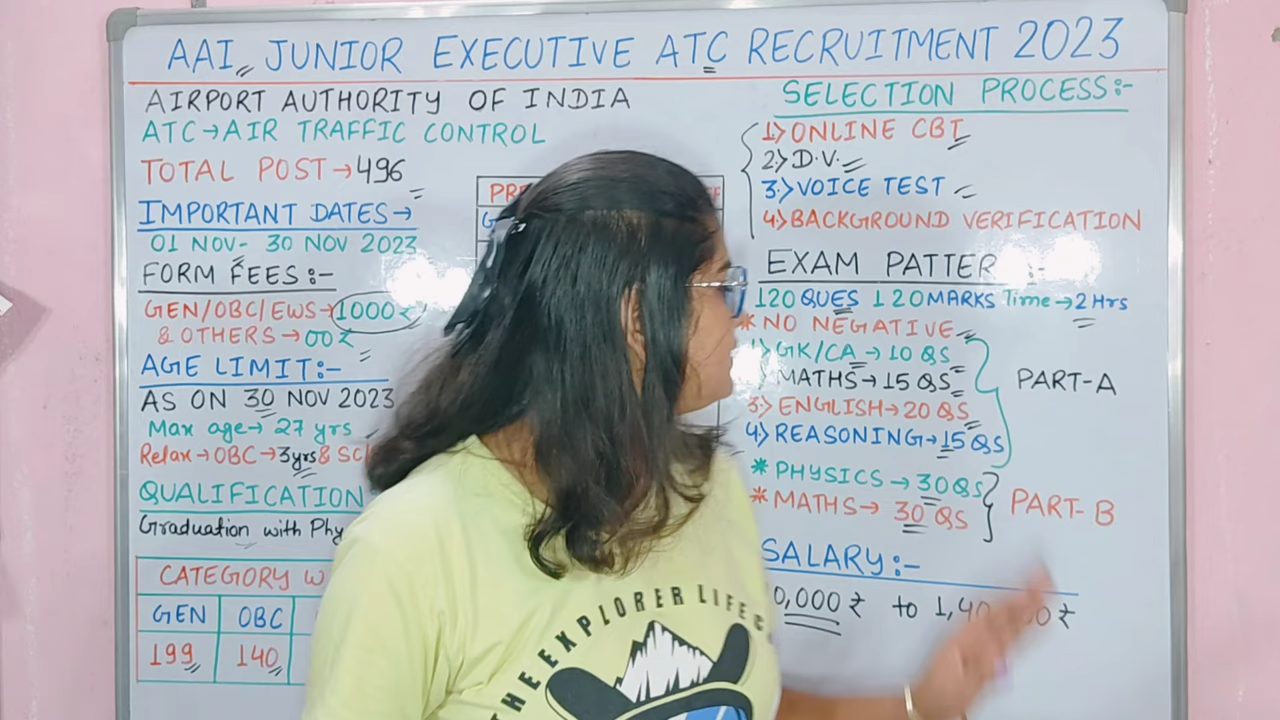 AAI, JUNIOR EXECUTIVE ATC RECRUITMENT 2023
AIRPORT AUTHORITY OF INDIA
ATC→AIR TRAFFIC CONTROL
TOTAL POST→496
IMPORTANT DATES→
01 NOV- 30 NOV 2023
FORM FEES:-
GEN/OBC/EWS→1000₹
& OTHERS→00₹
AGE LIMIT:-
AS ON 30 NOV 2023
Max age→27 yrs
Relax→OBC→3yrs&
QUALIFICATION
Graduation with
CATEGORY
GEN OBC
199 140
SELECTION PROCESS:-
1>ONLINE CBT
2>D.V.
3>VOICE TEST
4>BACKGROUND VERIFICATION
EXAM
120 QUES 120 MARKS Time→2 Hrs
*NO NEGATIVE
1>GK/CA→10 QS
MATHS→15 QS
3>ENGLISH→20 QS
4>REASONING→15 QS
PART-A
*PHYSICS→30 QS
*MATHS→30 QS
PART-B
SALARY:-
0,000₹ to
THE EXPLORER LIFE